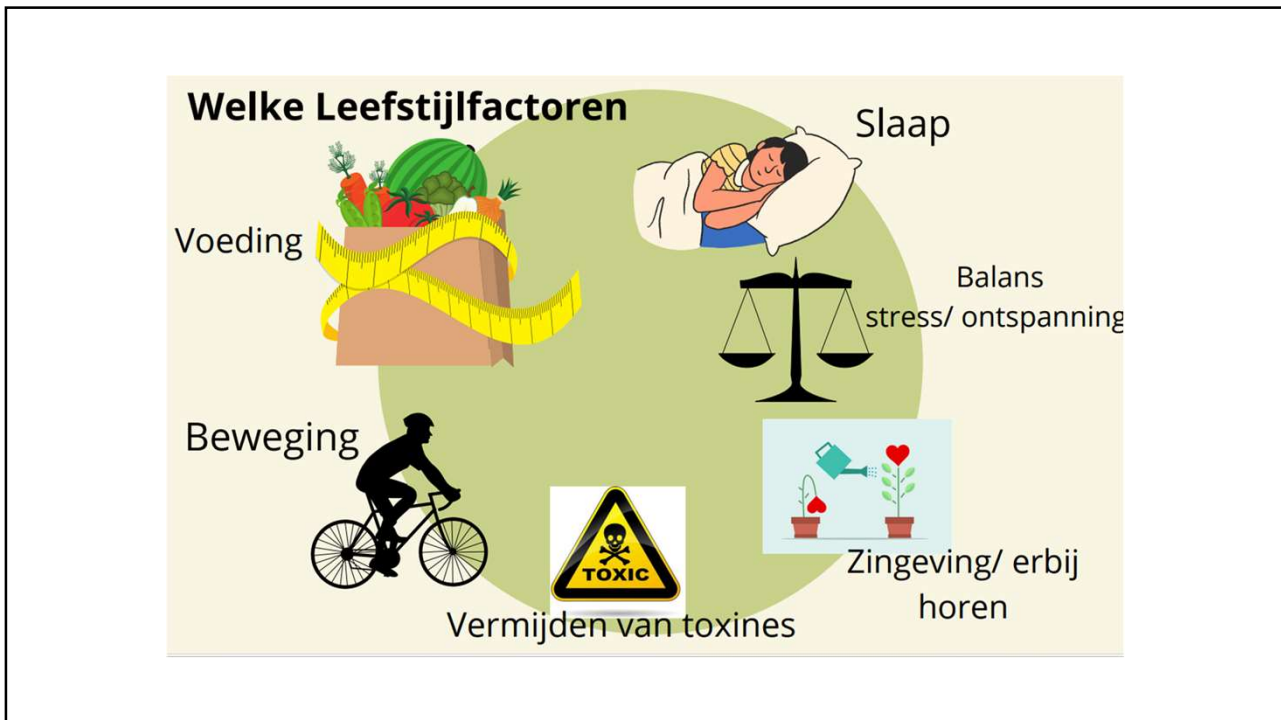 Welke Leefstijlfactoren
Slaap
Voeding
Balans
stress/ ontspanning
Beweging
TOXIC
Zingeving/ erbij
horen
Vermijden van toxines